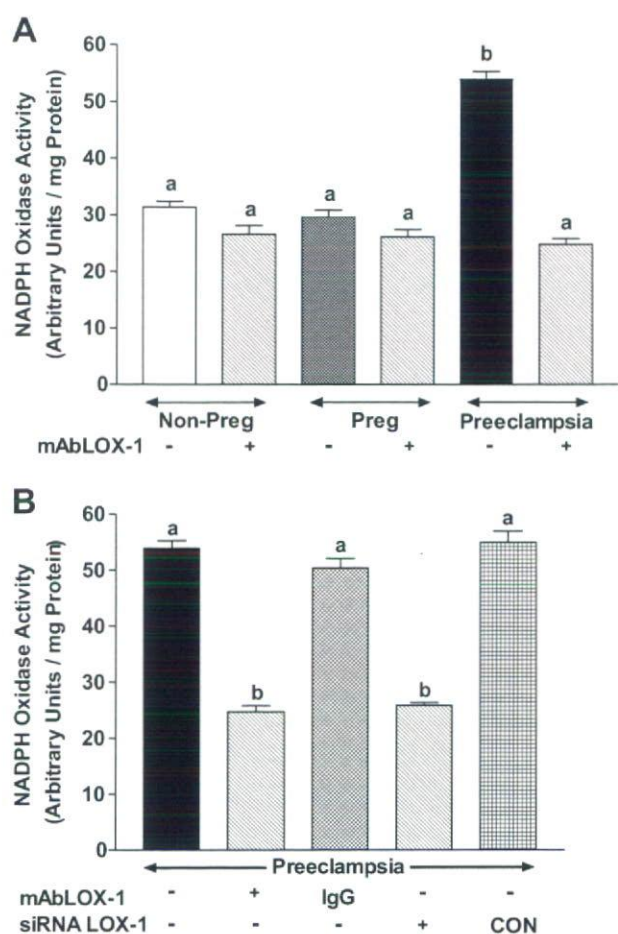 A
NADPH Oxidase Activity
(Arbitrary Units / mg Protein)
60
50
40
30
20
10
0
a
a
a
a
b
a
Non-Preg
Preg
Preeclampsia
mAbLOX-1 - + - + - +
B
NADPH Oxidase Activity
(Arbitrary Units / mg Protein)
60
50
40
30
20
10
0
a
b
a
b
a
Preeclampsia
mAbLOX-1 - + IgG - -
siRNA LOX-1 - - - + CON